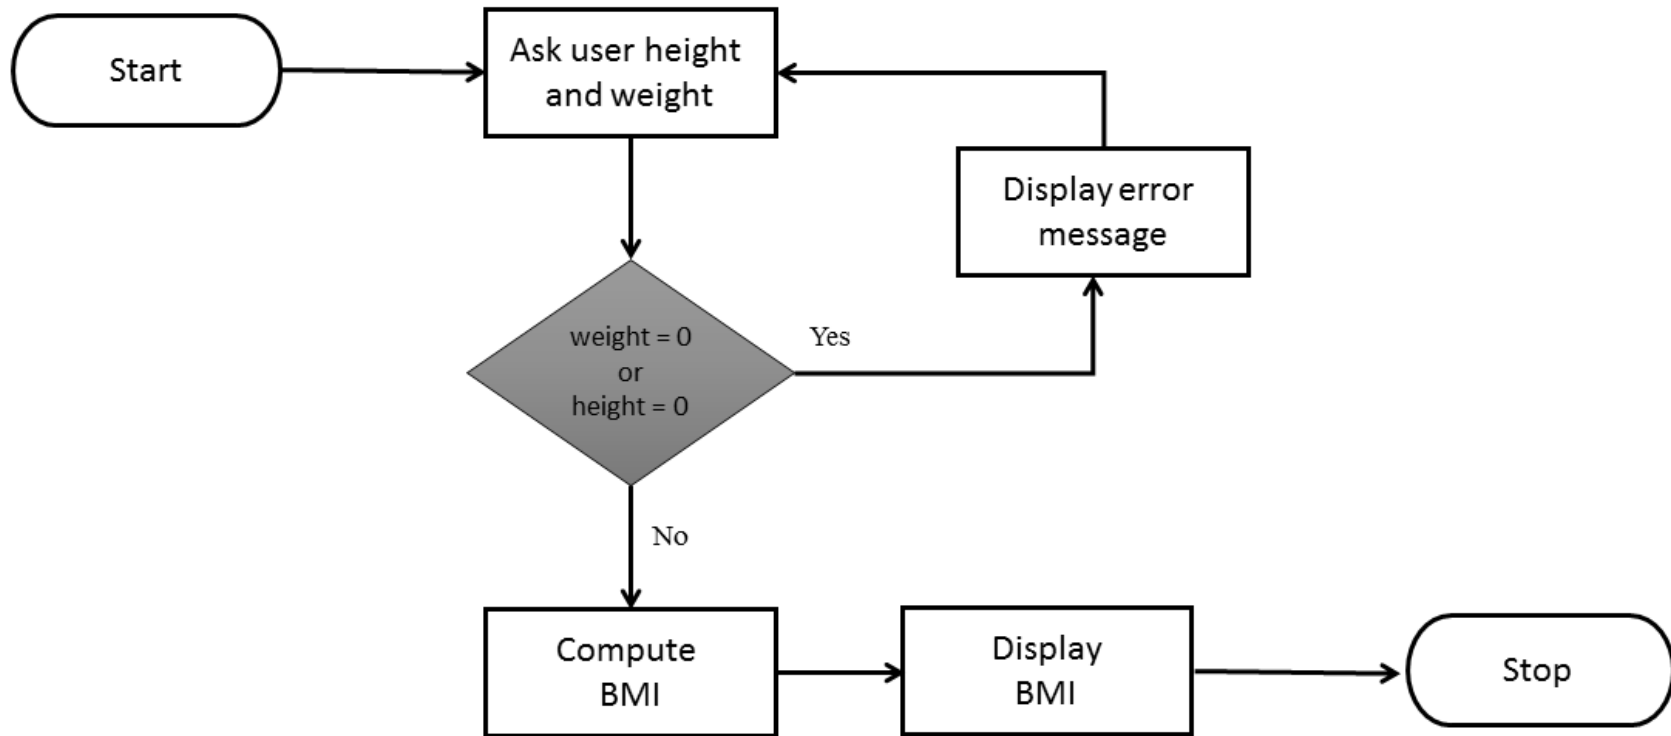 Start
Ask user height
and weight
Display error
message
weight = 0
or
height = 0
Yes
No
Compute
BMI
Display
BMI
Stop